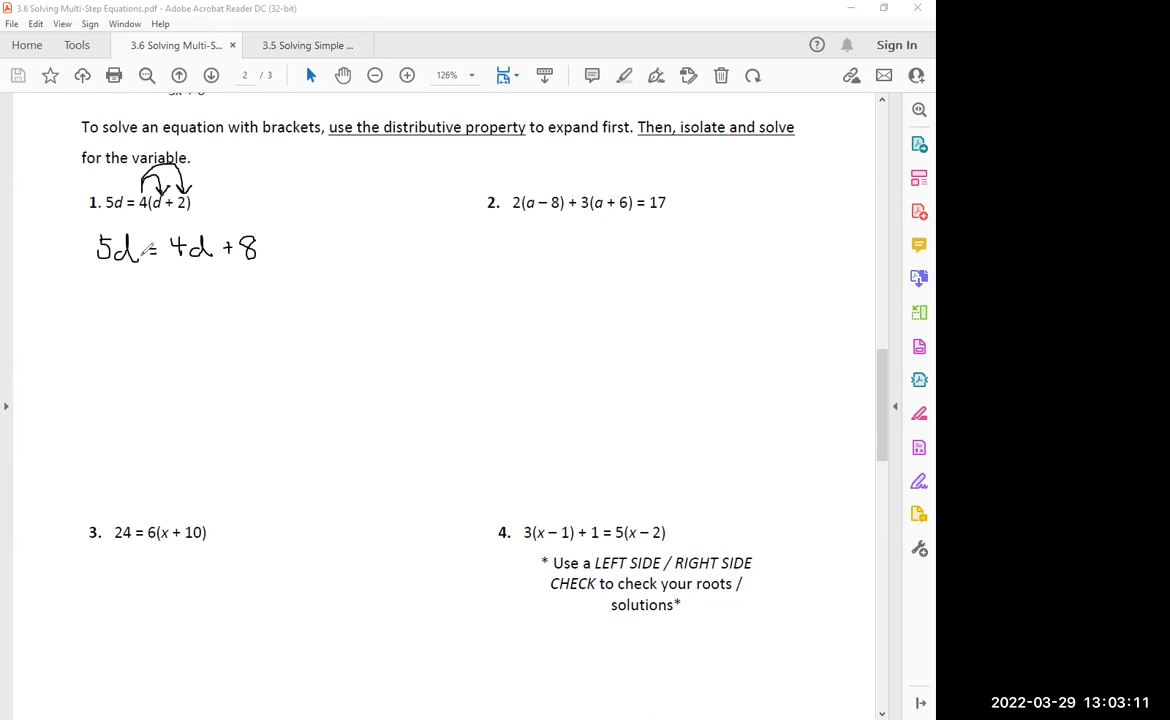 3.6 Solving Multi-Step Equations.pdf - Adobe Acrobat Reader DC (32-bit)
File Edit View Sign Window Help
Home Tools 3.6 Solving Multi-S... × 3.5 Solving Simple ... Sign In
2 / 3 126%
To solve an equation with brackets, use the distributive property to expand first. Then, isolate and solve
for the variable.
1. 5d = 4(d + 2)
2. 2(a – 8) + 3(a + 6) = 17
5d = 4d + 8
3. 24 = 6(x + 10)
4. 3(x – 1) + 1 = 5(x – 2)
* Use a LEFT SIDE / RIGHT SIDE
CHECK to check your roots /
solutions*
2022-03-29 13:03:11